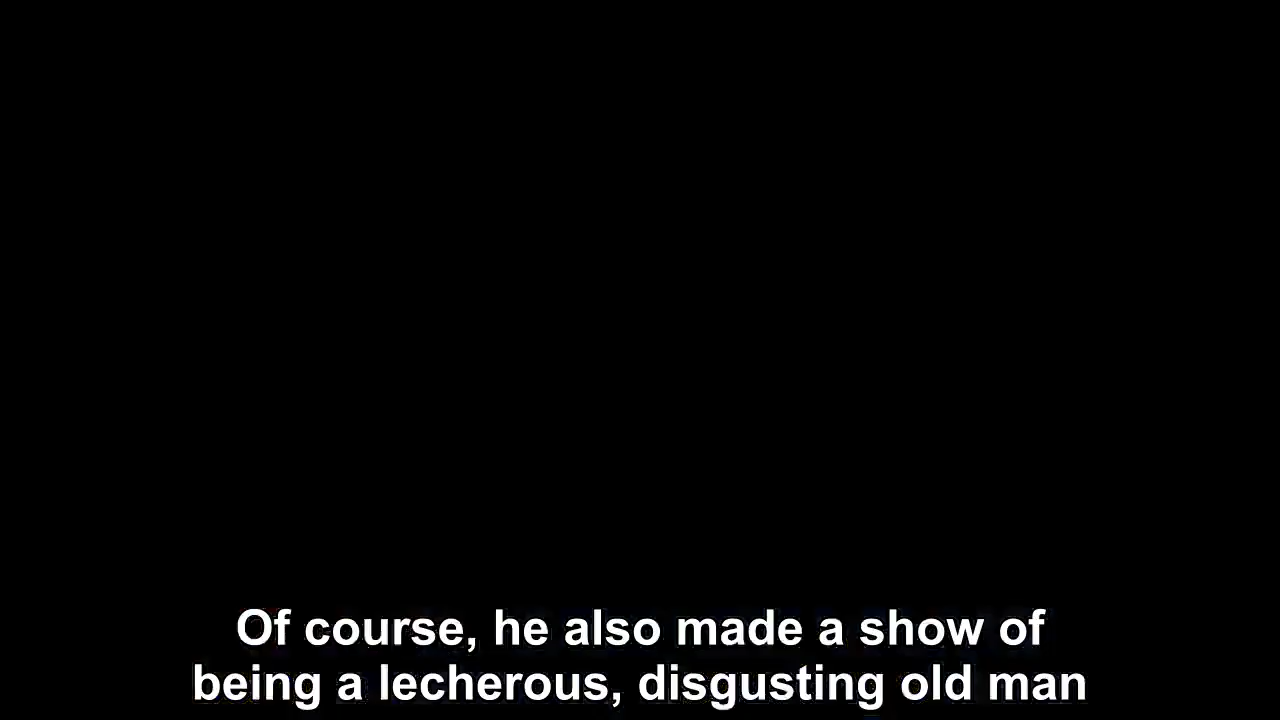 Of course, he also made a show of
being a lecherous, disgusting old man